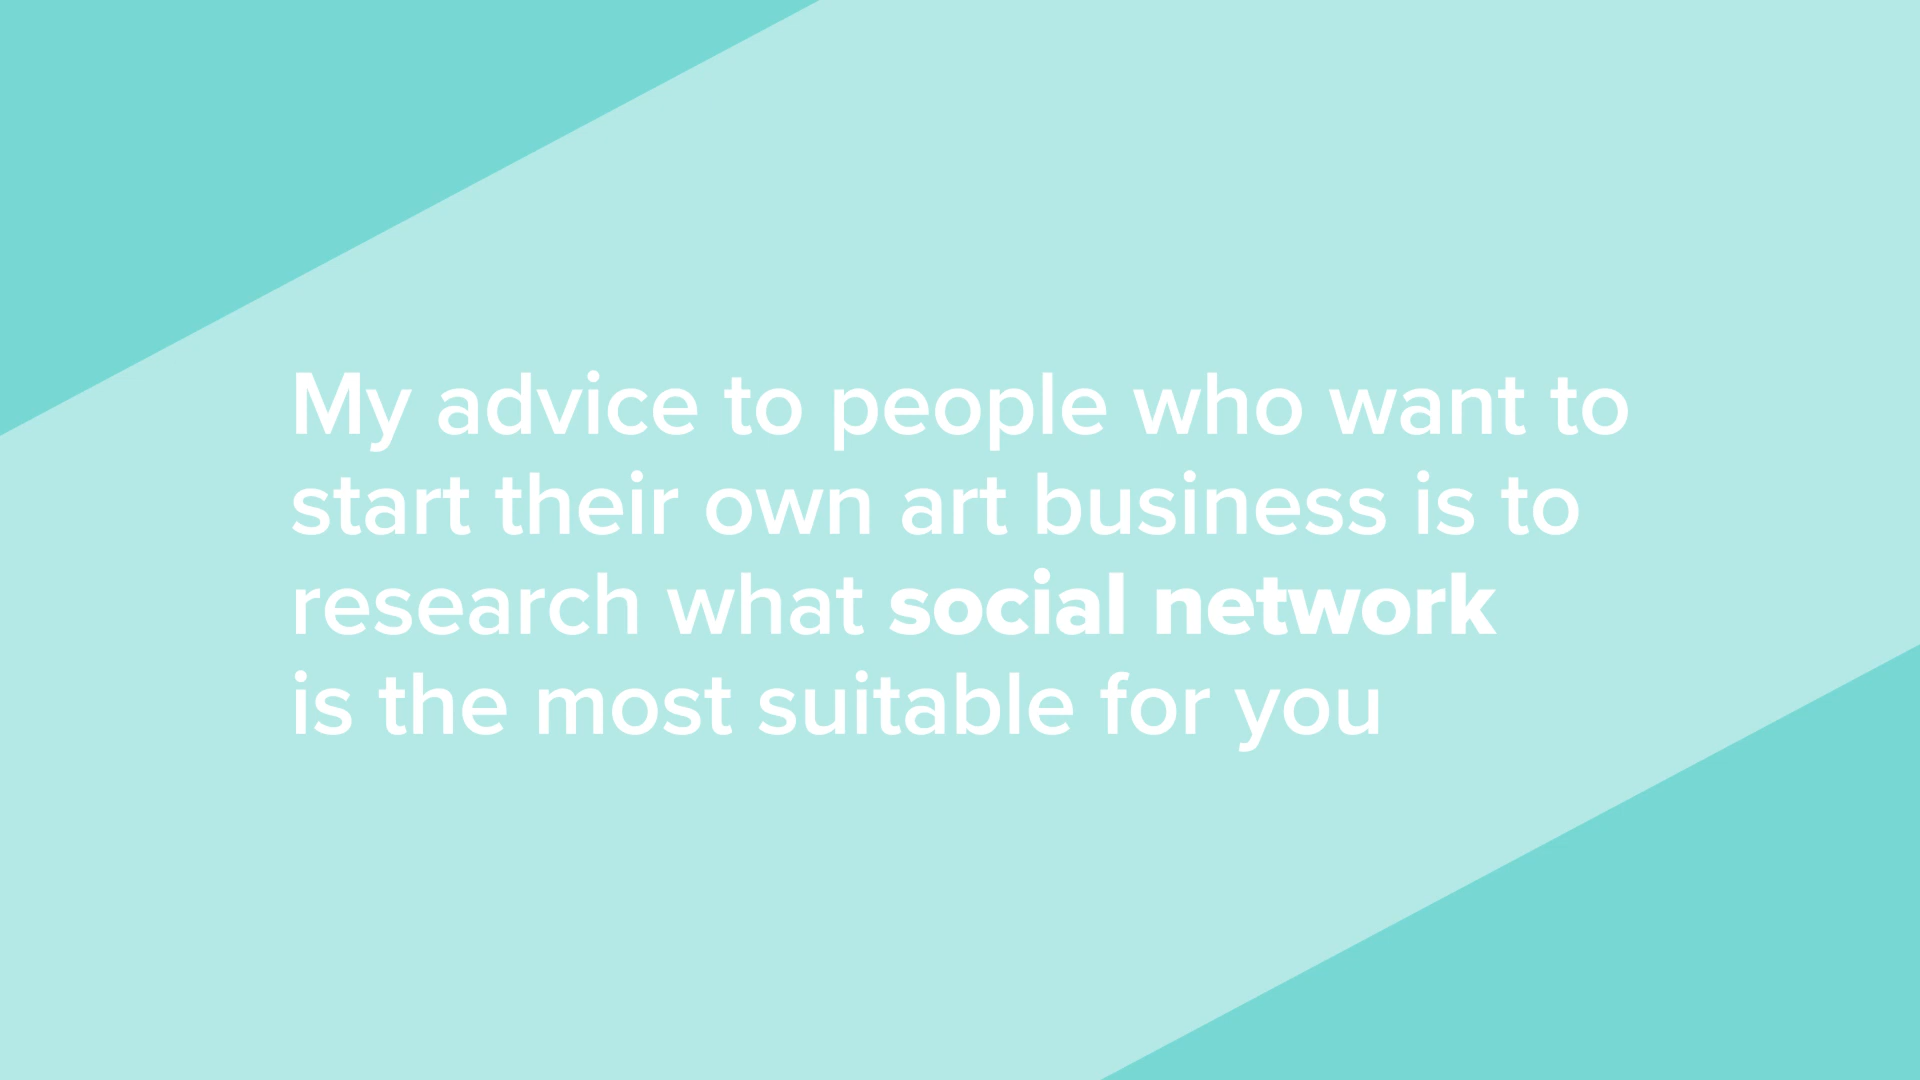 My advice to people who want to
start their own art business is to
research what social network
is the most suitable for you